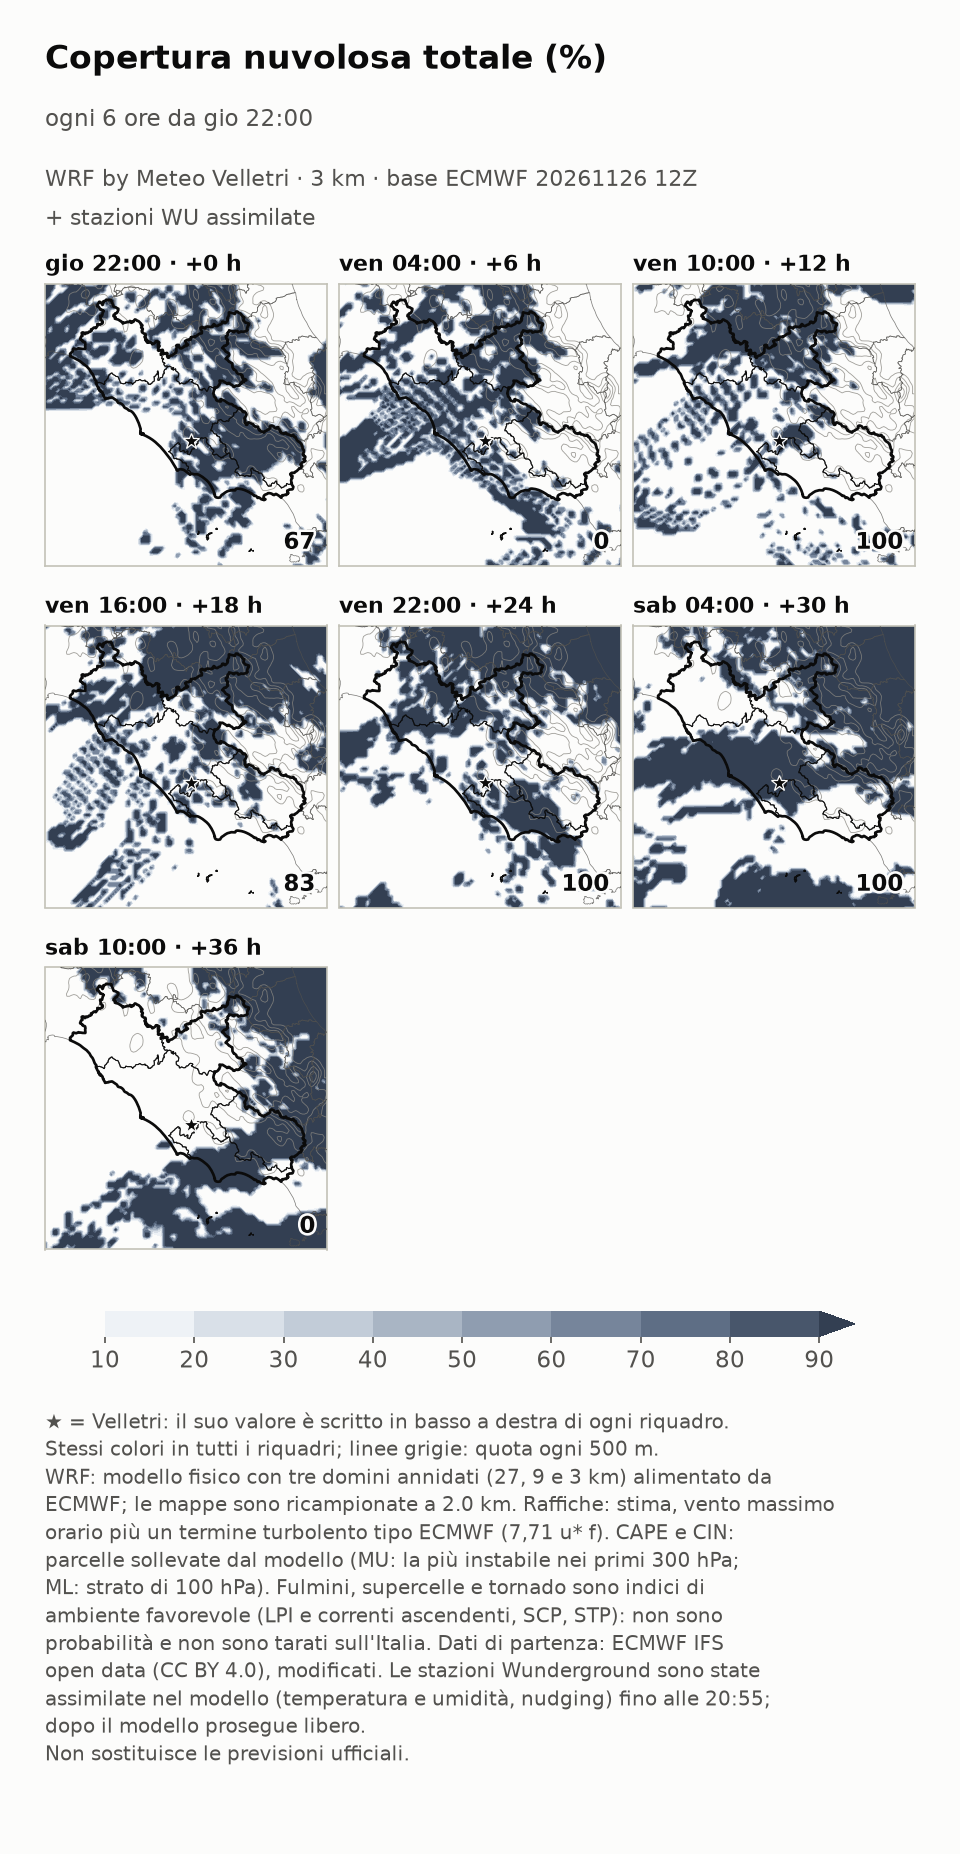 Copertura nuvolosa totale (%)
ogni 6 ore da gio 22:00
WRF by Meteo Velletri · 3 km · base ECMWF 20261126 12Z
+ stazioni WU assimilate
gio 22:00 · +0 h
ven 04:00 · +6 h
ven 10:00 · +12 h
67
0
100
ven 16:00 · +18 h
ven 22:00 · +24 h
sab 04:00 · +30 h
83
100
100
sab 10:00 · +36 h
0
10 20 30 40 50 60 70 80 90
★ = Velletri: il suo valore è scritto in basso a destra di ogni riquadro.
Stessi colori in tutti i riquadri; linee grigie: quota ogni 500 m.
WRF: modello fisico con tre domini annidati (27, 9 e 3 km) alimentato da
ECMWF; le mappe sono ricampionate a 2.0 km. Raffiche: stima, vento massimo
orario più un termine turbolento tipo ECMWF (7,71 u* f). CAPE e CIN:
parcelle sollevate dal modello (MU: la più instabile nei primi 300 hPa;
ML: strato di 100 hPa). Fulmini, supercelle e tornado sono indici di
ambiente favorevole (LPI e correnti ascendenti, SCP, STP): non sono
probabilità e non sono tarati sull'Italia. Dati di partenza: ECMWF IFS
open data (CC BY 4.0), modificati. Le stazioni Wunderground sono state
assimilate nel modello (temperatura e umidità, nudging) fino alle 20:55;
dopo il modello prosegue libero.
Non sostituisce le previsioni ufficiali.